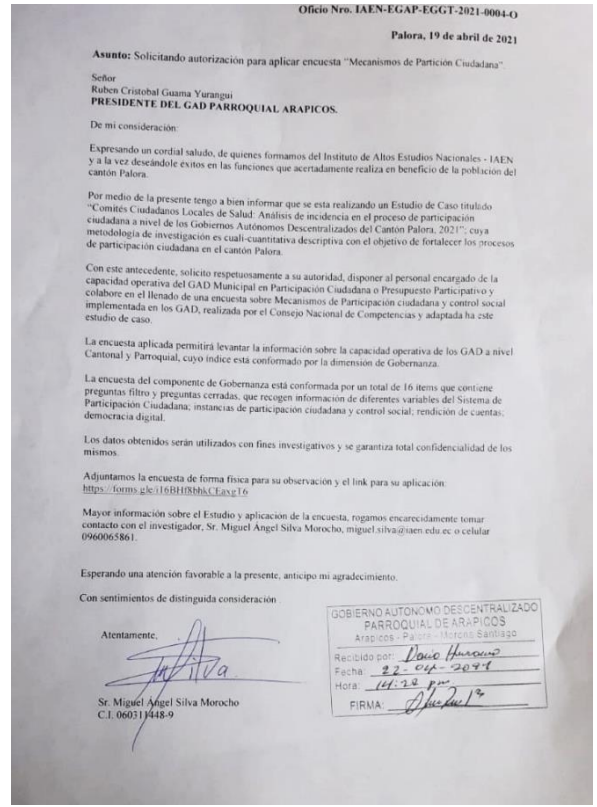 Oficio Nro. IAEN-EGAP-EGGT-2021-0004-O
Palora, 19 de abril de 2021
Asunto: Solicitando autorización para aplicar encuesta "Mecanismos de Partición Ciudadana".
Señor
Ruben Cristobal Guama Yurangui
PRESIDENTE DEL GAD PARROQUIAL ARAPICOS.
De mi consideración:
Expresando un cordial saludo, de quienes formamos del Instituto de Altos Estudios Nacionales - IAEN
y a la vez deseándole éxitos en las funciones que acertadamente realiza en beneficio de la población del
cantón Palora.
Por medio de la presente tengo a bien informar que se esta realizando un Estudio de Caso titulado
"Comités Ciudadanos Locales de Salud: Análisis de incidencia en el proceso de participación
ciudadana a nivel de los Gobiernos Autónomos Descentralizados del Cantón Palora, 2021"; cuya
metodología de investigación es cuali-cuantitativa descriptiva con el objetivo de fortalecer los procesos
de participación ciudadana en el cantón Palora.
Con este antecedente, solicito respetuosamente a su autoridad, disponer al personal encargado de la
capacidad operativa del GAD Municipal en Participación Ciudadana o Presupuesto Participativo y
colabore en el llenado de una encuesta sobre Mecanismos de Participación ciudadana y control social
implementada en los GAD, realizada por el Consejo Nacional de Competencias y adaptada ha este
estudio de caso.
La encuesta aplicada permitirá levantar la información sobre la capacidad operativa de los GAD a nivel
Cantonal y Parroquial, cuyo índice está conformado por la dimensión de Gobernanza.
La encuesta del componente de Gobernanza está conformada por un total de 16 items que contiene
preguntas filtro y preguntas cerradas, que recogen información de diferentes variables del Sistema de
Participación Ciudadana; instancias de participación ciudadana y control social; rendición de cuentas;
democracia digital.
Los datos obtenidos serán utilizados con fines investigativos y se garantiza total confidencialidad de los
mismos.
Adjuntamos la encuesta de forma física para su observación y el link para su aplicación:
Mayor información sobre el Estudio y aplicación de la encuesta, rogamos encarecidamente tomar
contacto con el investigador, Sr. Miguel Ángel Silva Morocho, miguel.silva@iaen.edu.ec o celular
0960065861.
Esperando una atención favorable a la presente, anticipo mi agradecimiento.
Con sentimientos de distinguida consideración
Atentamente,
Silva
Sr. Miguel Ángel Silva Morocho
C.I. 060311448-9
GOBIERNO AUTONOMO DESCENTRALIZADO
PARROQUIAL DE ARAPICOS
Arapicos - Palora - Morona Santiago
Recibido por:
Fecha: 22-04-2021
Hora: 14:20 pm
FIRMA: